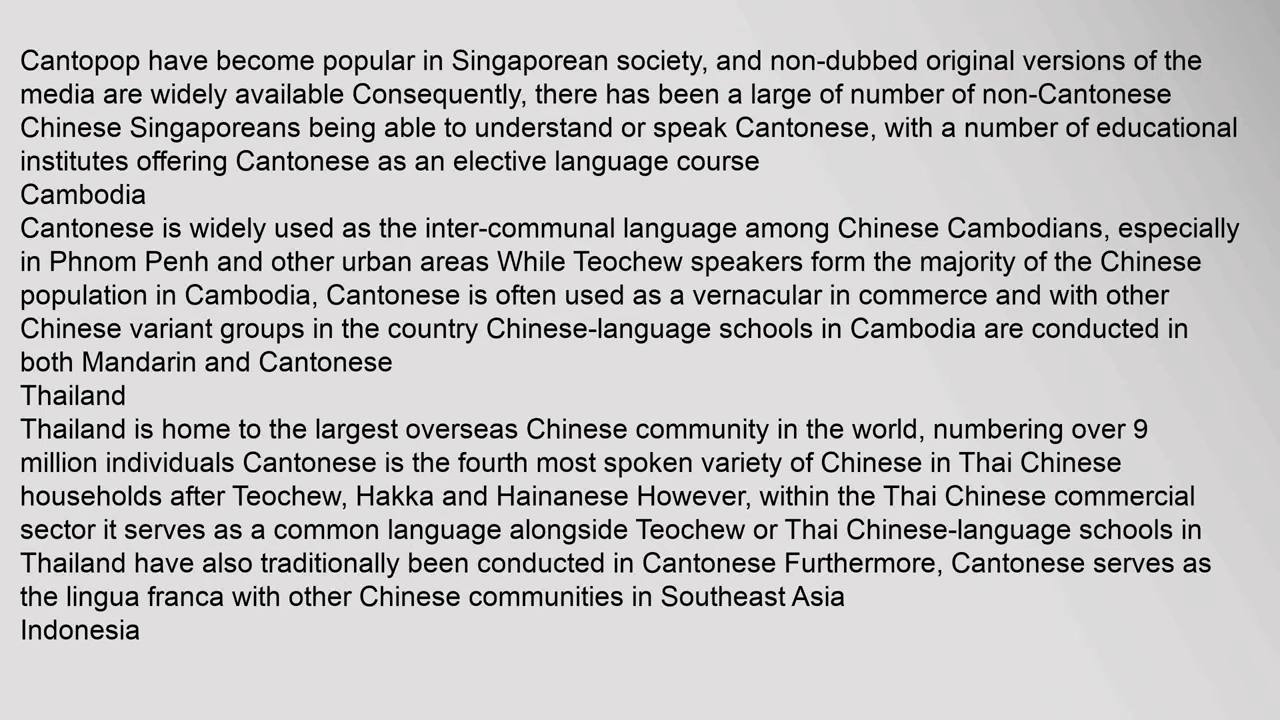 Cantopop have become popular in Singaporean society, and non-dubbed original versions of the
media are widely available Consequently, there has been a large of number of non-Cantonese
Chinese Singaporeans being able to understand or speak Cantonese, with a number of educational
institutes offering Cantonese as an elective language course
Cambodia
Cantonese is widely used as the inter-communal language among Chinese Cambodians, especially
in Phnom Penh and other urban areas While Teochew speakers form the majority of the Chinese
population in Cambodia, Cantonese is often used as a vernacular in commerce and with other
Chinese variant groups in the country Chinese-language schools in Cambodia are conducted in
both Mandarin and Cantonese
Thailand
Thailand is home to the largest overseas Chinese community in the world, numbering over 9
million individuals Cantonese is the fourth most spoken variety of Chinese in Thai Chinese
households after Teochew, Hakka and Hainanese However, within the Thai Chinese commercial
sector it serves as a common language alongside Teochew or Thai Chinese-language schools in
Thailand have also traditionally been conducted in Cantonese Furthermore, Cantonese serves as
the lingua franca with other Chinese communities in Southeast Asia
Indonesia